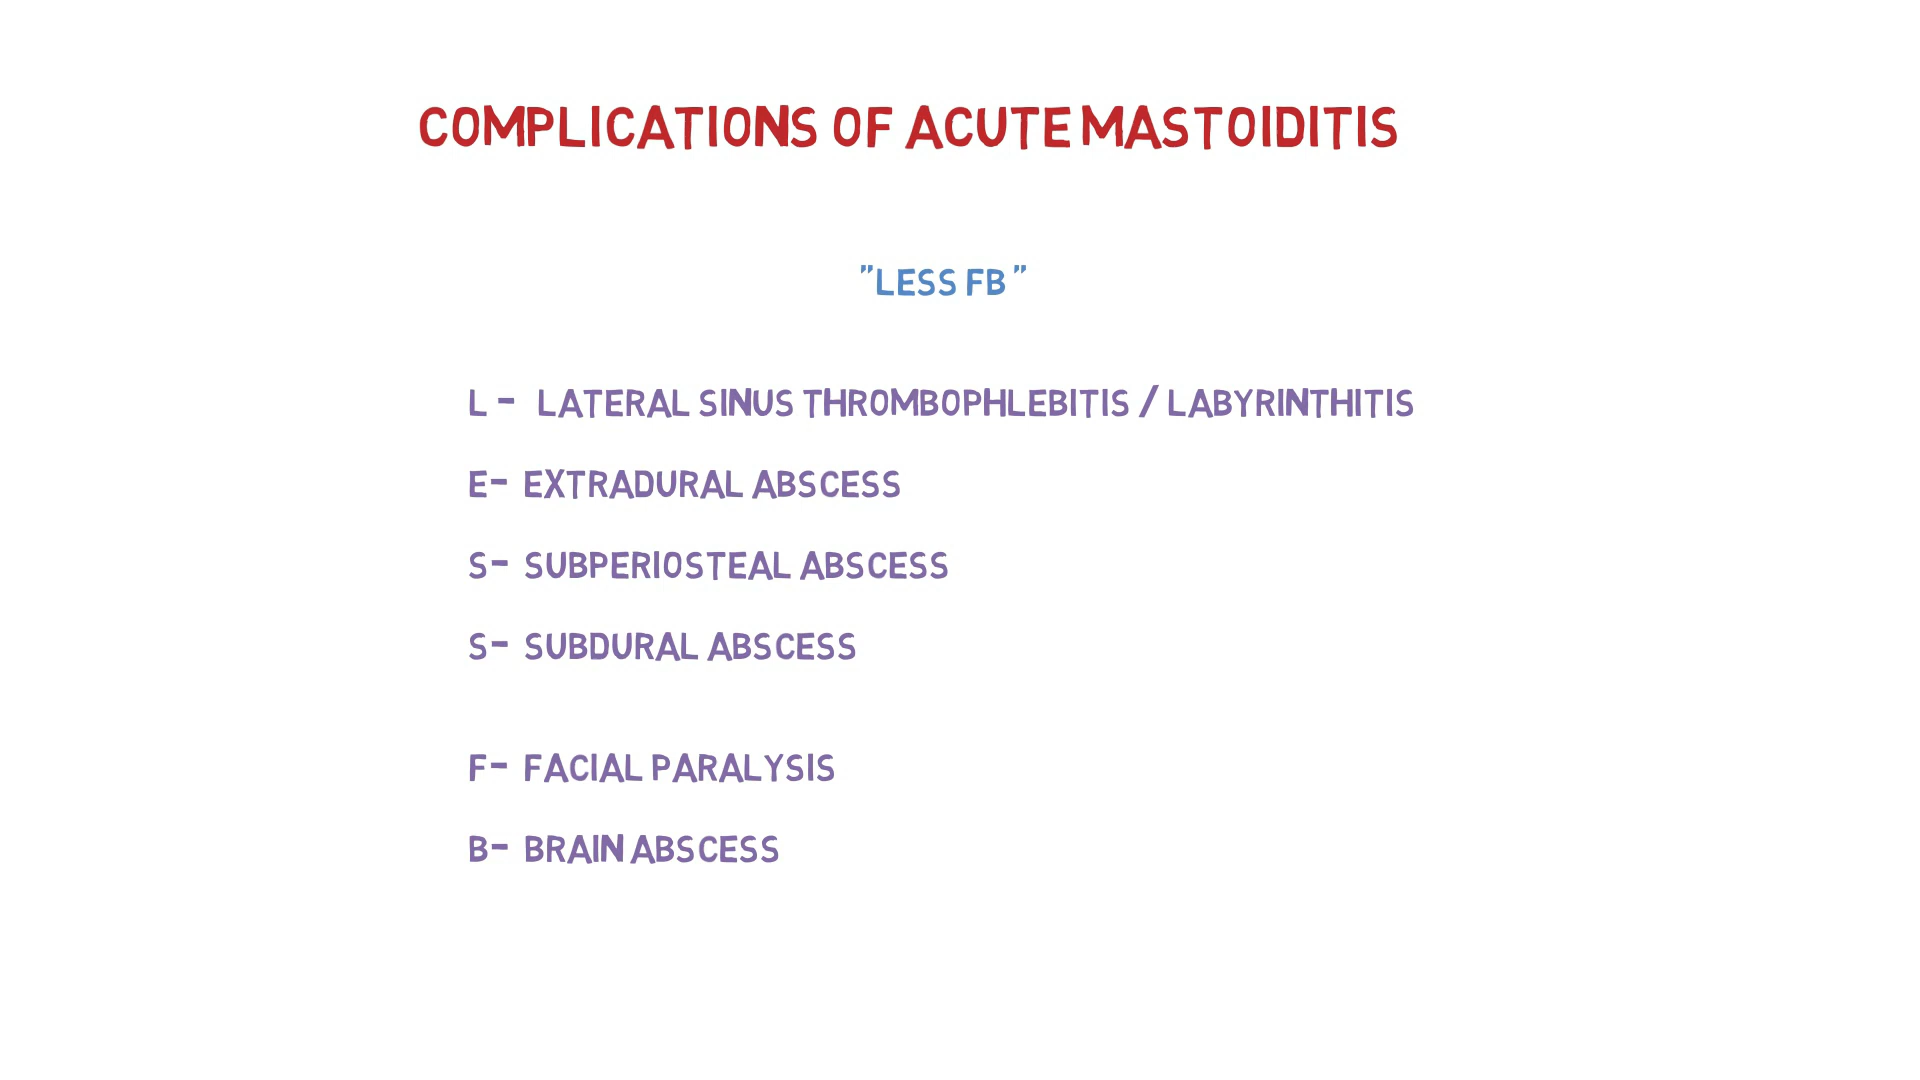 COMPLICATIONS OF ACUTE MASTOIDITIS
"LESS FB"
L - LATERAL SINUS THROMBOPHLEBITIS / LABYRINTHITIS
E- EXTRADURAL ABSCESS
S- SUBPERIOSTEAL ABSCESS
S- SUBDURAL ABSCESS
F- FACIAL PARALYSIS
B- BRAIN ABSCESS